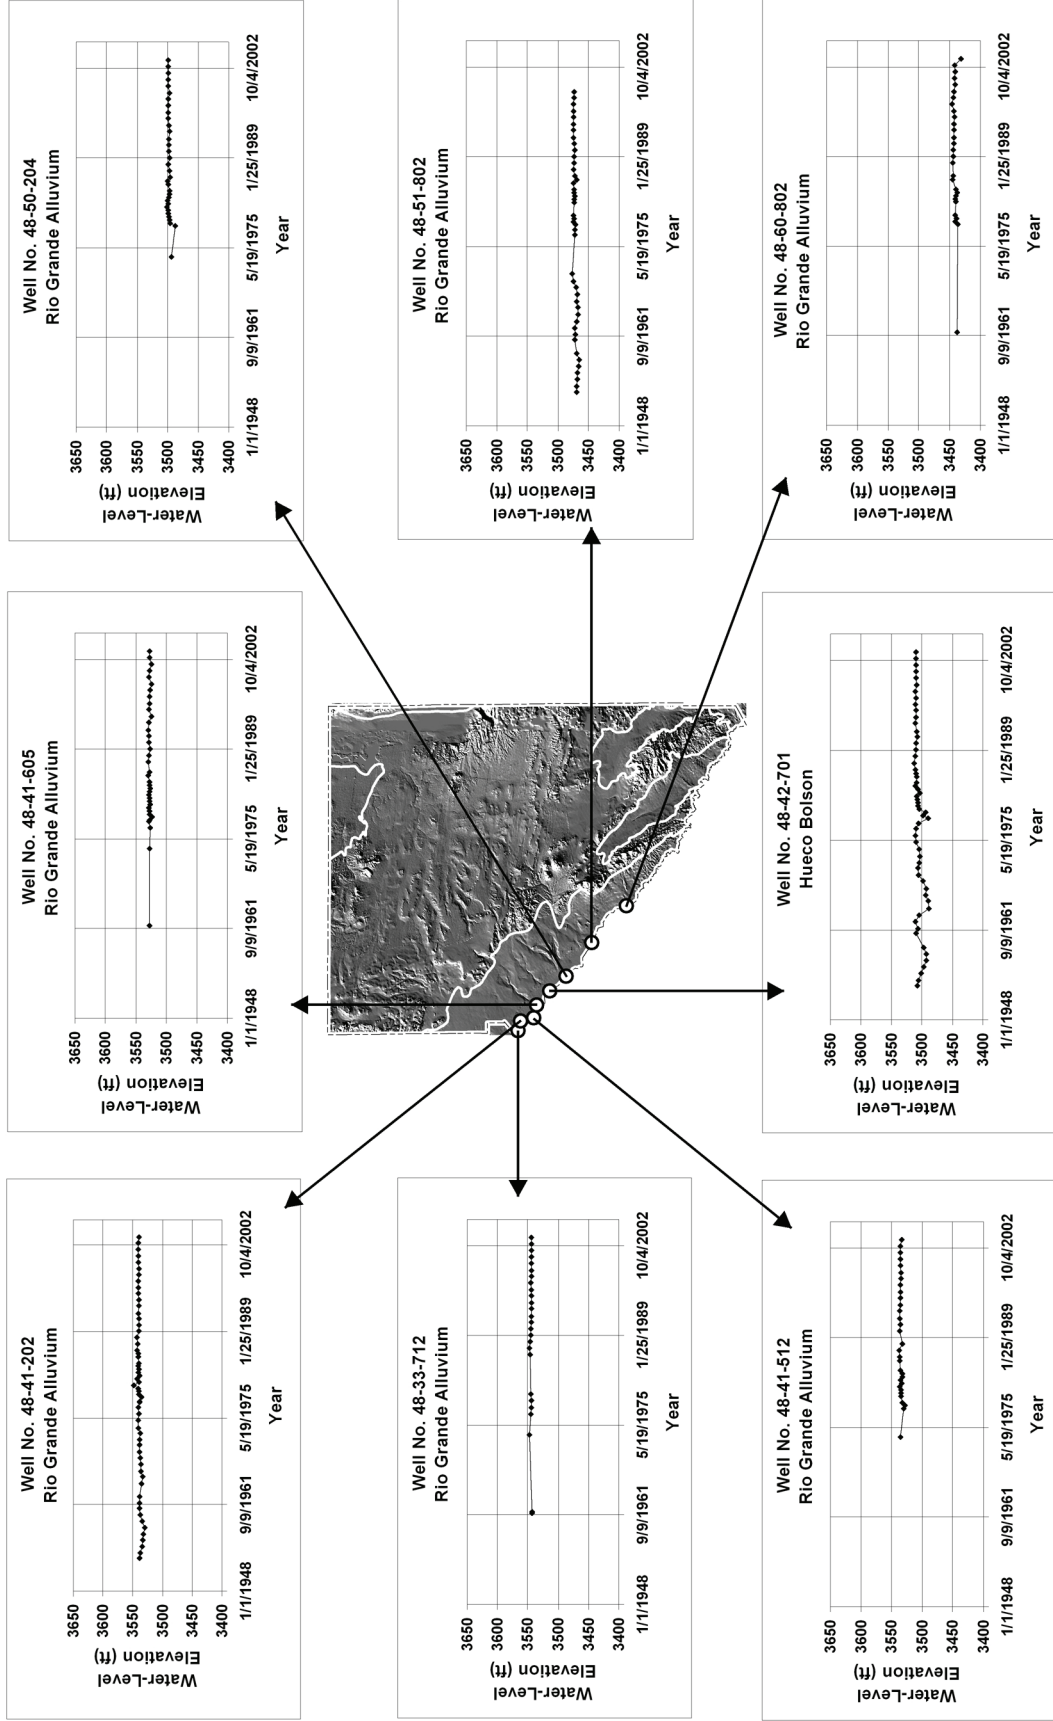 Well No. 48-41-202
Rio Grande Alluvium
Water-Level
Elevation (ft)
3650
3600
3550
3500
3450
3400
1/1/1948
9/9/1961
5/19/1975
1/25/1989
10/4/2002
Year
Well No. 48-41-605
Rio Grande Alluvium
Water-Level
Elevation (ft)
3650
3600
3550
3500
3450
3400
1/1/1948
9/9/1961
5/19/1975
1/25/1989
10/4/2002
Year
Well No. 48-50-204
Rio Grande Alluvium
Water-Level
Elevation (ft)
3650
3600
3550
3500
3450
3400
1/1/1948
9/9/1961
5/19/1975
1/25/1989
10/4/2002
Year
Well No. 48-33-712
Rio Grande Alluvium
Water-Level
Elevation (ft)
3650
3600
3550
3500
3450
3400
1/1/1948
9/9/1961
5/19/1975
1/25/1989
10/4/2002
Year
Well No. 48-51-802
Rio Grande Alluvium
Water-Level
Elevation (ft)
3650
3600
3550
3500
3450
3400
1/1/1948
9/9/1961
5/19/1975
1/25/1989
10/4/2002
Year
Well No. 48-41-512
Rio Grande Alluvium
Water-Level
Elevation (ft)
3650
3600
3550
3500
3450
3400
1/1/1948
9/9/1961
5/19/1975
1/25/1989
10/4/2002
Year
Well No. 48-42-701
Hueco Bolson
Water-Level
Elevation (ft)
3650
3600
3550
3500
3450
3400
1/1/1948
9/9/1961
5/19/1975
1/25/1989
10/4/2002
Year
Well No. 48-60-802
Rio Grande Alluvium
Water-Level
Elevation (ft)
3650
3600
3550
3500
3450
3400
1/1/1948
9/9/1961
5/19/1975
1/25/1989
10/4/2002
Year